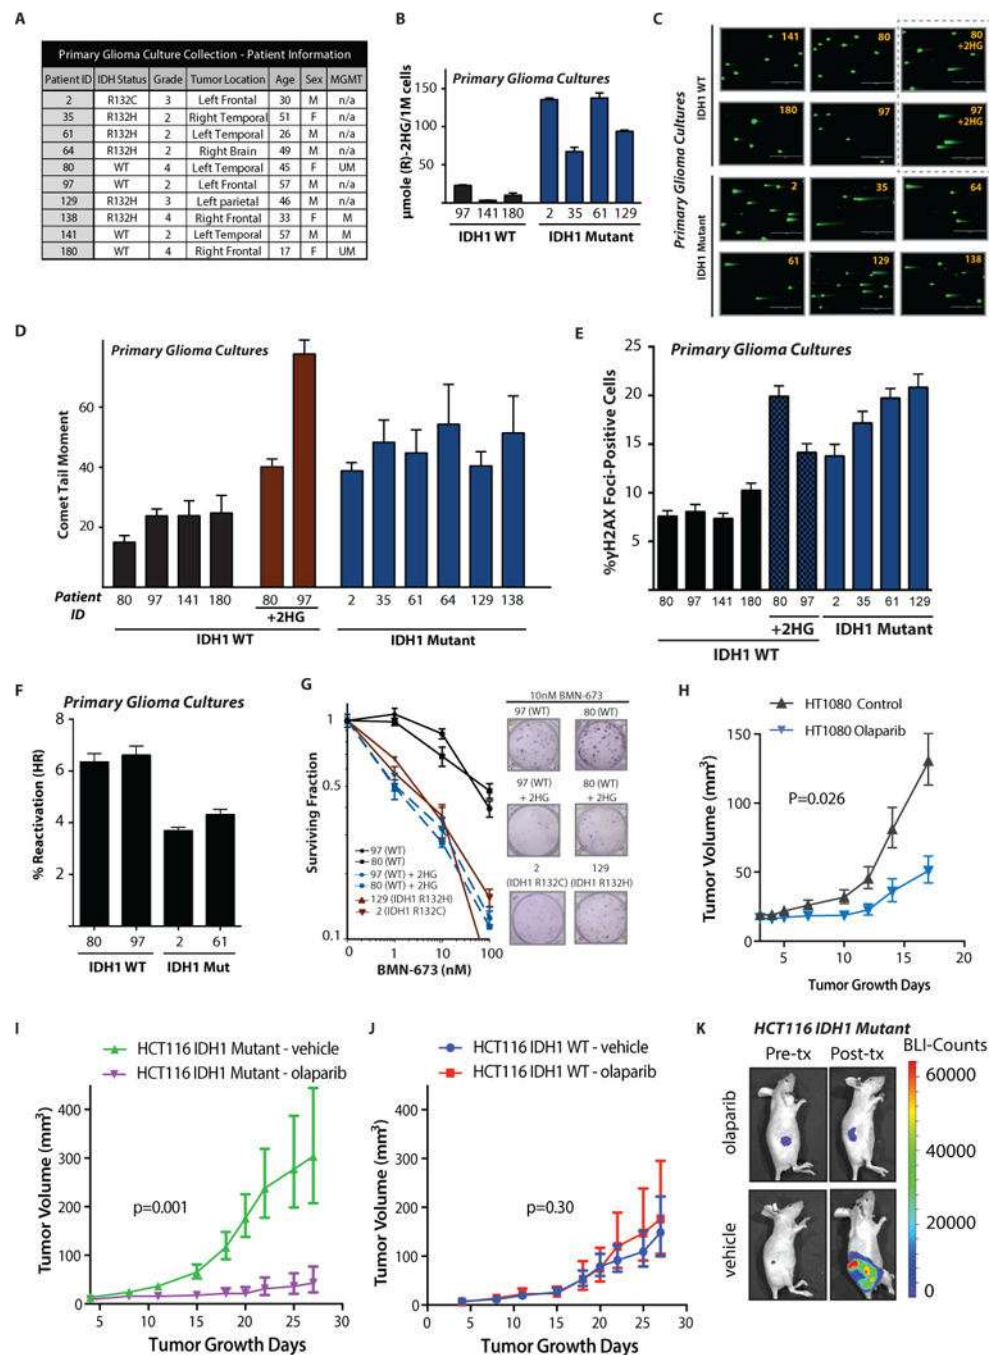 A
Primary Glioma Culture Collection - Patient Information
Patient ID IDH Status Grade Tumor Location Age Sex MGMT
2 R132C 3 Left Frontal 30 M n/a
35 R132H 2 Right Temporal 51 F n/a
61 R132H 2 Left Temporal 26 M n/a
64 R132H 2 Right Brain 49 M n/a
80 WT 4 Left Temporal 45 F UM
97 WT 2 Left Frontal 57 M n/a
129 R132H 3 Left parietal 46 M n/a
138 R132H 4 Right Frontal 33 F M
141 WT 2 Left Temporal 57 M M
180 WT 4 Right Frontal 17 F UM
B
Primary Glioma Cultures
µmole (R)-2HG/1M cells
150
100
50
97 141 180 2 35 61 129
IDH1 WT IDH1 Mutant
C
Primary Glioma Cultures
IDH1 WT
IDH1 Mutant
141 80 80
+2HG
180 97 97
+2HG
2 35 64
61 129 138
D
Primary Glioma Cultures
Comet Tail Moment
60
40
20
Patient ID
80 97 141 180 80 97 2 35 61 64 129 138
+2HG
IDH1 WT IDH1 Mutant
E
Primary Glioma Cultures
%γH2AX Foci-Positive Cells
25
20
15
10
5
80 97 141 180 80 97 2 35 61 129
+2HG IDH1 Mutant
IDH1 WT
F
Primary Glioma Cultures
% Reactivation (HR)
8
6
4
2
80 97 2 61
IDH1 WT IDH1 Mut
G
Surviving Fraction
1
0.5
0.1
97 (WT)
80 (WT)
97 (WT) + 2HG
80 (WT) + 2HG
129 (IDH1 R132H)
2 (IDH1 R132C)
0 1 10 100
BMN-673 (nM)
10nM BMN-673
97 (WT) 80 (WT)
97 (WT) 80 (WT)
+ 2HG + 2HG
2 129
(IDH1 R132C) (IDH1 R132H)
H
HT1080 Control
HT1080 Olaparib
Tumor Volume (mm³)
P=0.026
150
100
50
0
5 10 15 20
Tumor Growth Days
I
HCT116 IDH1 Mutant - vehicle
HCT116 IDH1 Mutant - olaparib
Tumor Volume (mm³)
400
300
200
100
0
p=0.001
5 10 15 20 25 30
Tumor Growth Days
J
HCT116 IDH1 WT - vehicle
HCT116 IDH1 WT - olaparib
Tumor Volume (mm³)
400
300
200
100
0
p=0.30
0 5 10 15 20 25 30
Tumor Growth Days
K
HCT116 IDH1 Mutant
Pre-tx Post-tx
BLI-Counts
olaparib
vehicle
60000
40000
20000
0